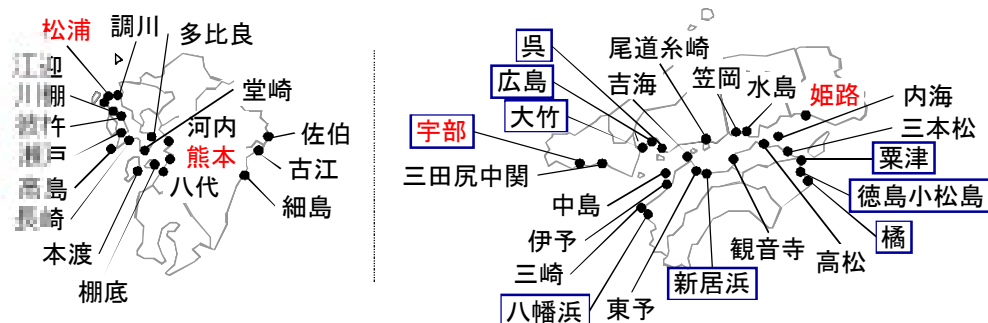 松浦
調川
多比良
堂崎
河内
熊本
八代
佐伯
古江
細島
本渡
棚底
呉
広島
大竹
宇部
三田尻中関
吉海
尾道糸崎
笠岡
水島
姫路
内海
三本松
粟津
徳島小松島
橘
高松
観音寺
新居浜
東予
八幡浜
三崎
伊予
中島